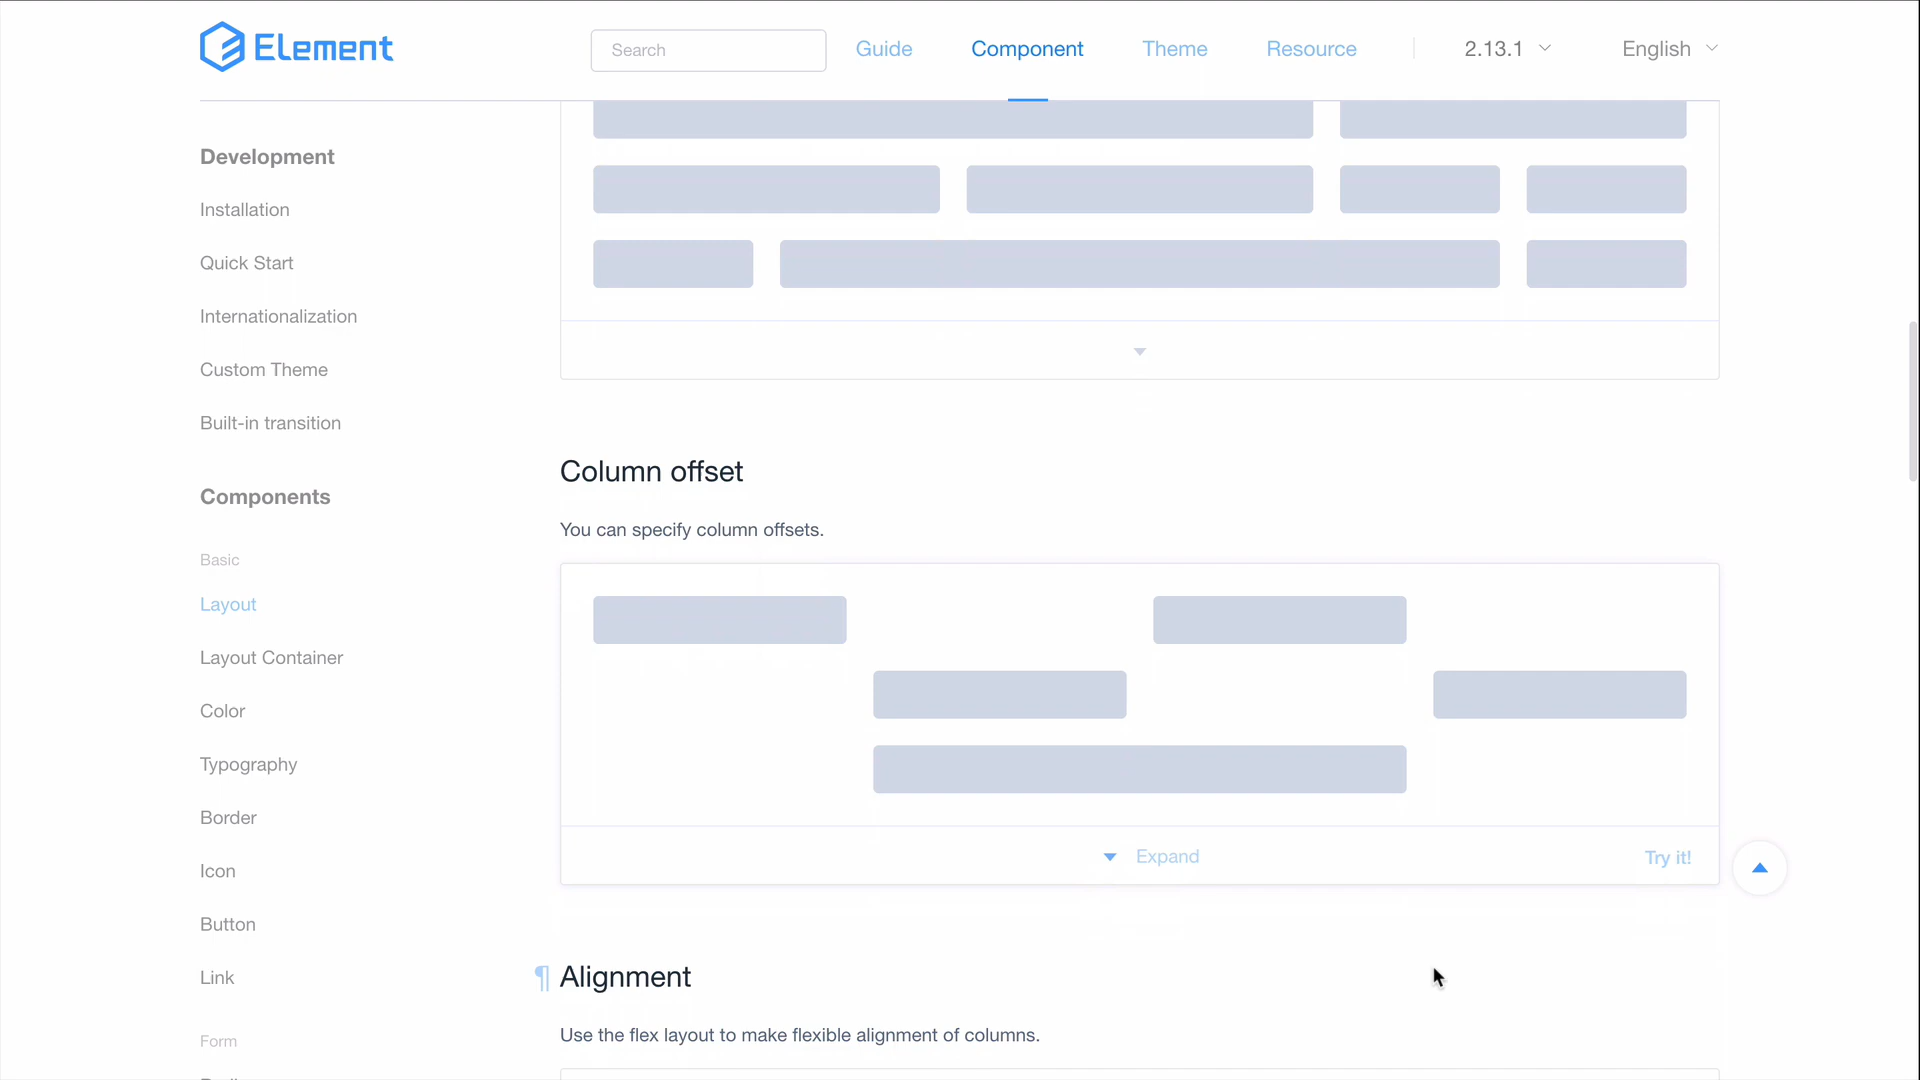 Element
Search
Guide
Component
Theme
Resource
2.13.1
English
Development
Installation
Quick Start
Internationalization
Custom Theme
Built-in transition
Components
Basic
Layout
Layout Container
Color
Typography
Border
Icon
Button
Link
Form
Column offset
You can specify column offsets.
Expand
Try it!
¶ Alignment
Use the flex layout to make flexible alignment of columns.